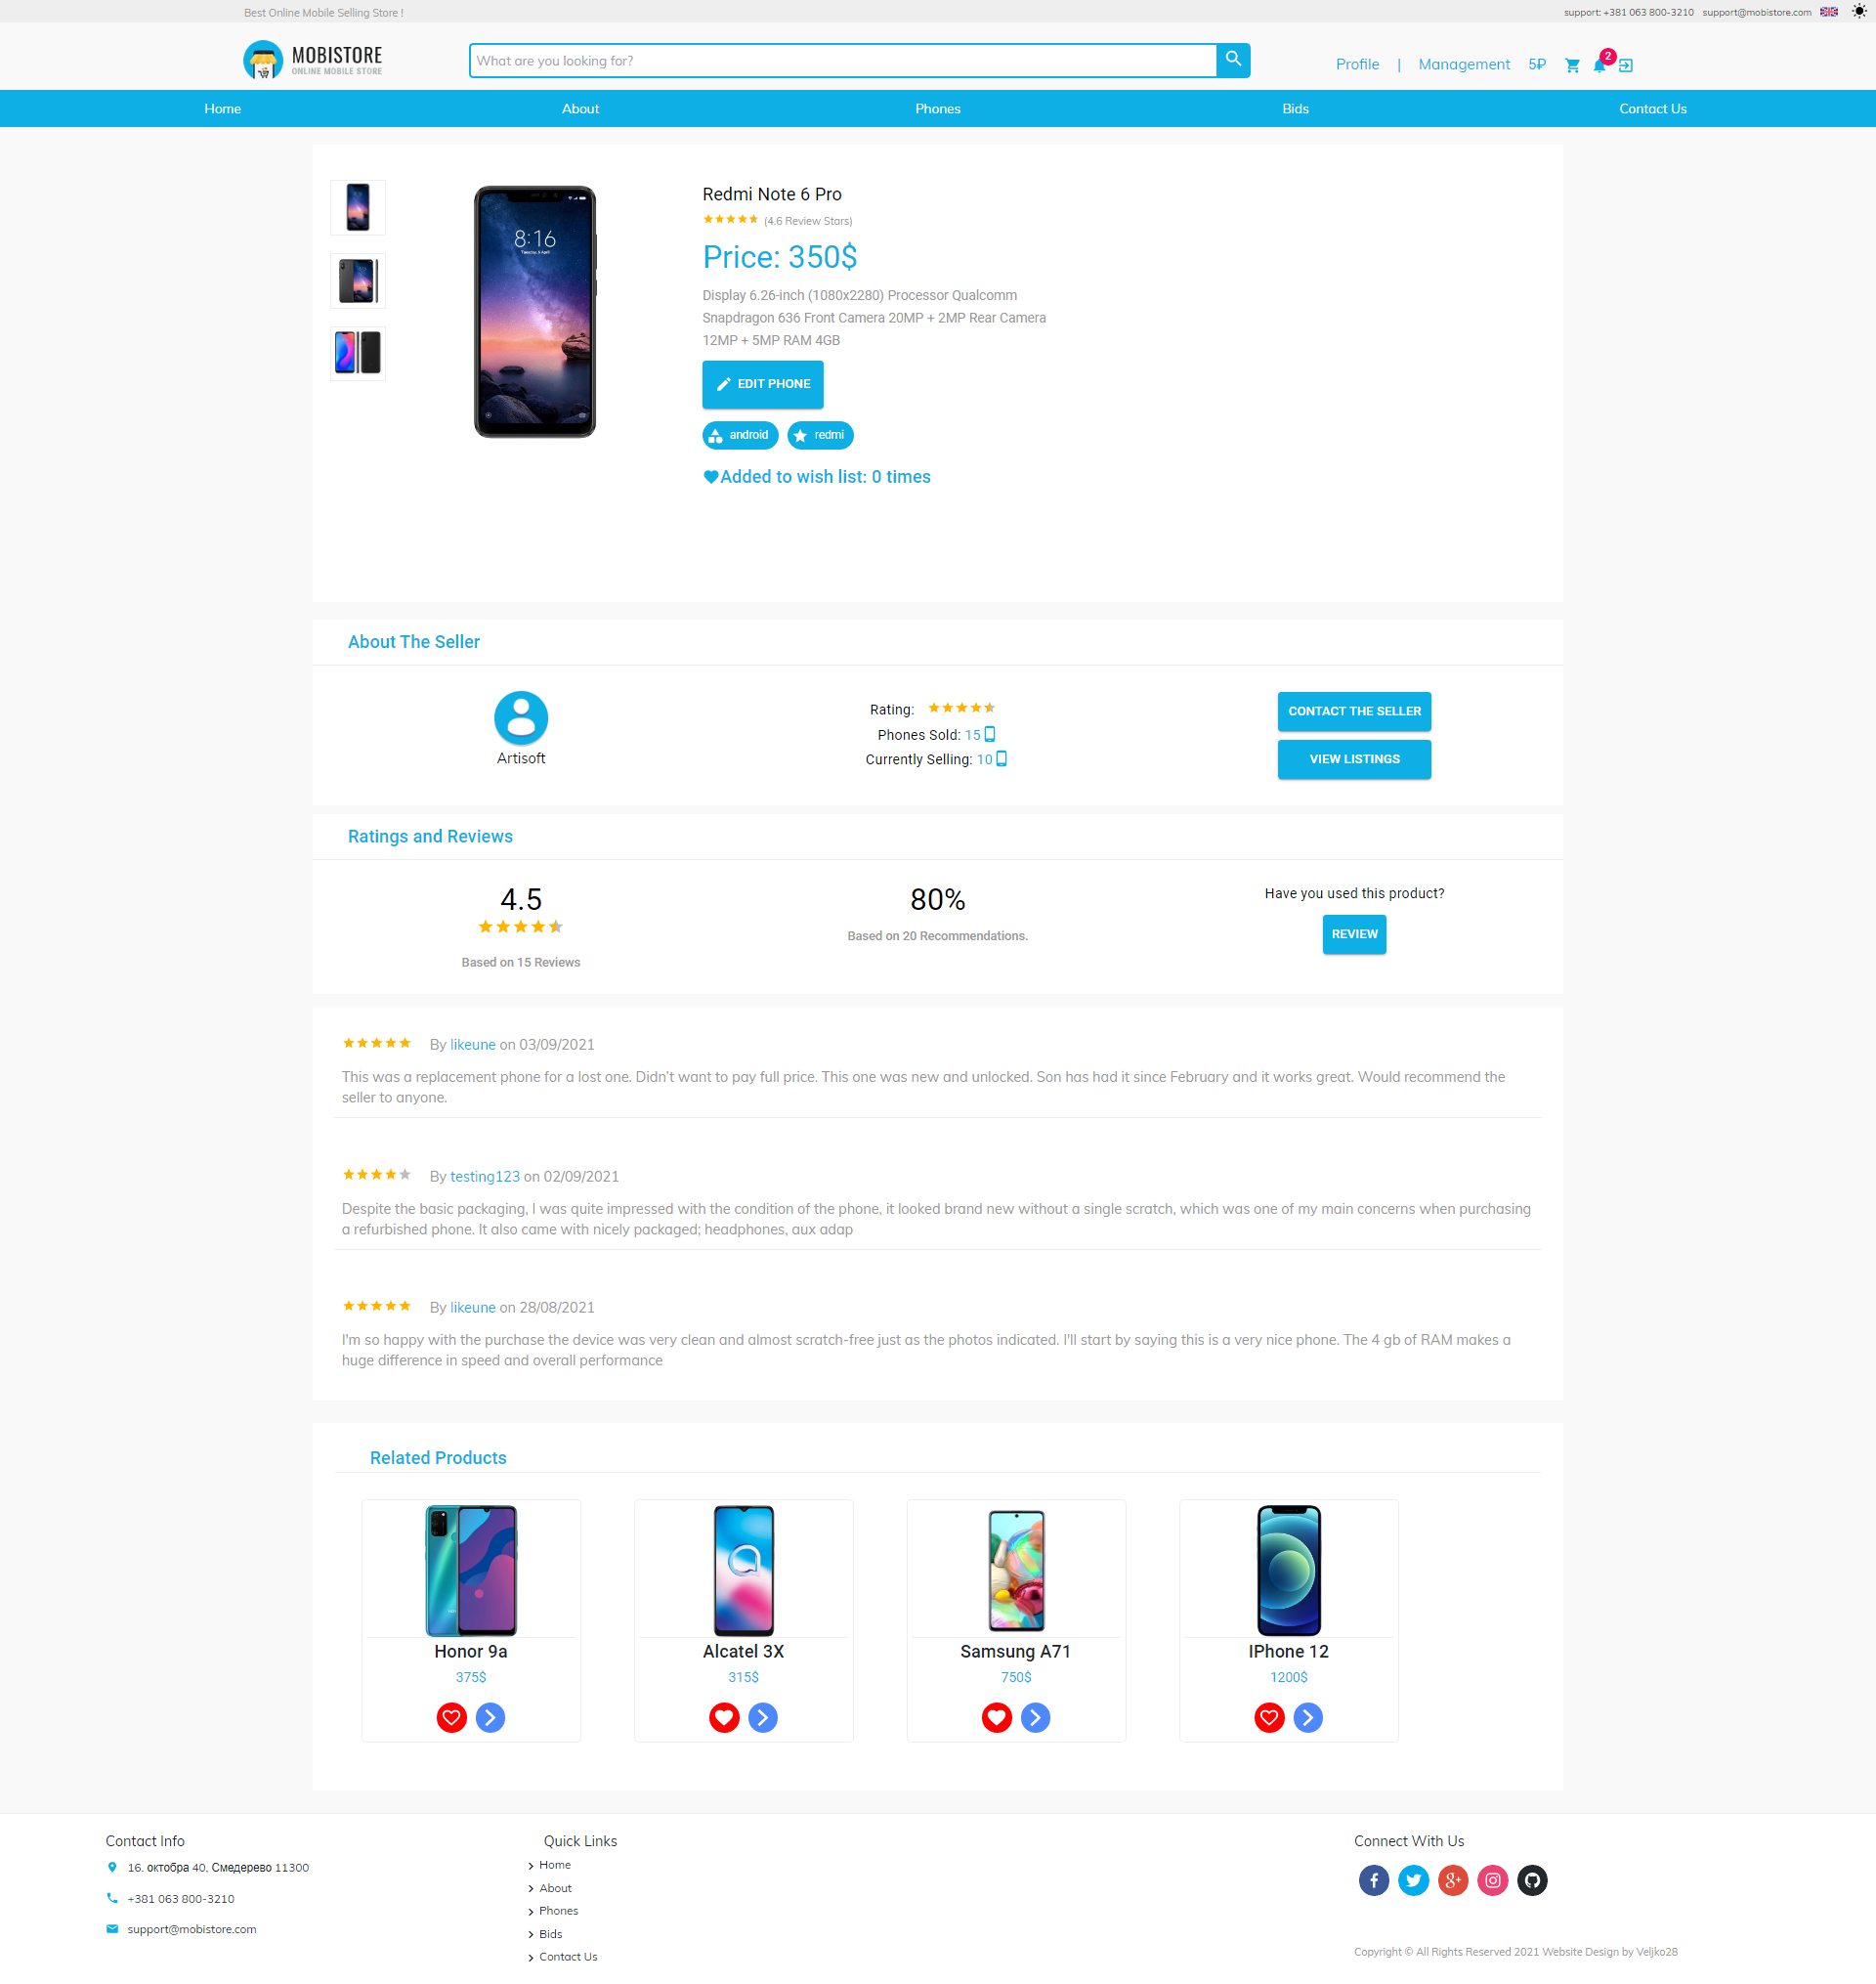 Best Online Mobile Selling Store !
support: +381 063 800-3210 support@mobistore.com
MOBISTORE
ONLINE MOBILE STORE
What are you looking for?
Profile | Management 5₽ 2
Home About Phones Bids Contact Us
8:16
Redmi Note 6 Pro
(4.6 Review Stars)
Price: 350$
Display 6.26-inch (1080x2280) Processor Qualcomm
Snapdragon 636 Front Camera 20MP + 2MP Rear Camera
12MP + 5MP RAM 4GB
EDIT PHONE
android redmi
Added to wish list: 0 times
About The Seller
Artisoft
Rating:
Phones Sold: 15
Currently Selling: 10
CONTACT THE SELLER
VIEW LISTINGS
Ratings and Reviews
4.5
Based on 15 Reviews
80%
Based on 20 Recommendations.
Have you used this product?
REVIEW
By likeune on 03/09/2021
This was a replacement phone for a lost one. Didn't want to pay full price. This one was new and unlocked. Son has had it since February and it works great. Would recommend the
seller to anyone.
By testing123 on 02/09/2021
Despite the basic packaging, I was quite impressed with the condition of the phone, it looked brand new without a single scratch, which was one of my main concerns when purchasing
a refurbished phone. It also came with nicely packaged; headphones, aux adap
By likeune on 28/08/2021
I'm so happy with the purchase the device was very clean and almost scratch-free just as the photos indicated. I'll start by saying this is a very nice phone. The 4 gb of RAM makes a
huge difference in speed and overall performance
Related Products
Honor 9a
375$
Alcatel 3X
315$
Samsung A71
750$
IPhone 12
1200$
Contact Info
16. октобра 40, Смедерево 11300
+381 063 800-3210
support@mobistore.com
Quick Links
Home
About
Phones
Bids
Contact Us
Connect With Us
Copyright © All Rights Reserved 2021 Website Design by Veljko28